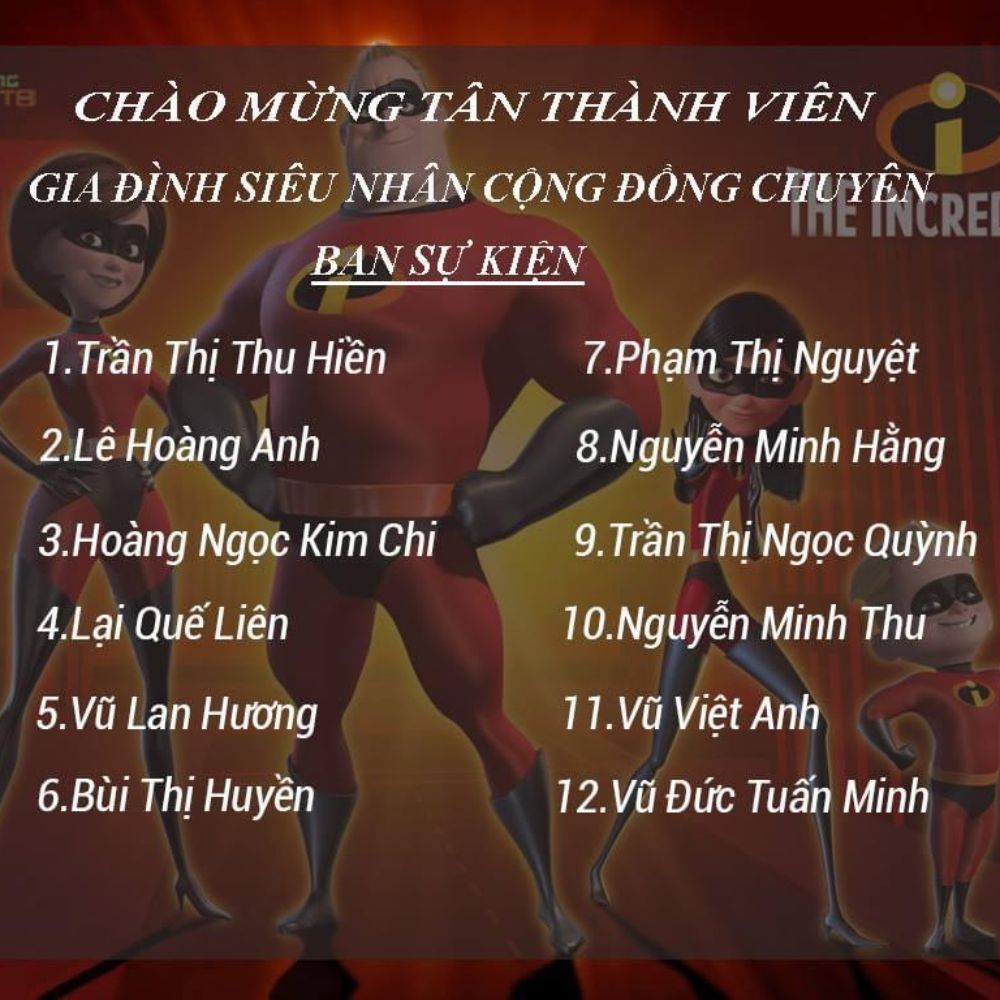 CHÀO MỪNG TÂN THÀNH VIÊN
GIA ĐÌNH SIÊU NHÂN CỘNG ĐỒNG CHUYÊN
THE INCREL
BAN SỰ KIỆN
1.Trần Thị Thu Hiền
2.Lê Hoàng Anh
3.Hoàng Ngọc Kim Chi
4.Lại Quế Liên
5.Vũ Lan Hương
6.Bùi Thị Huyền
7.Phạm Thị Nguyệt
8.Nguyễn Minh Hằng
9.Trần Thị Ngọc Quỳnh
10.Nguyễn Minh Thu
11.Vũ Việt Anh
12.Vũ Đức Tuấn Minh